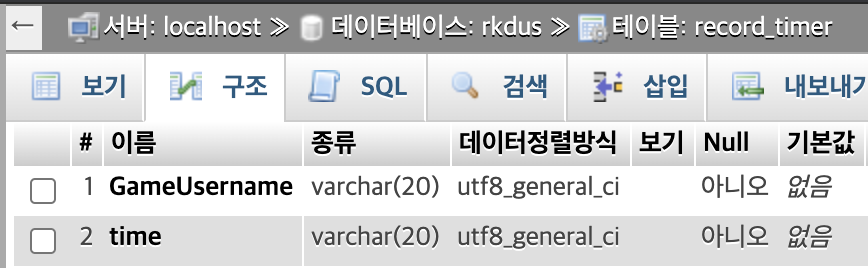 ← 서버: localhost ≫ 데이터베이스: rkdus ≫ 테이블: record_timer
보기 구조 SQL 검색 삽입 내보내기
# 이름 종류 데이터정렬방식 보기 Null 기본값
1 GameUsername varchar(20) utf8_general_ci 아니오 없음
2 time varchar(20) utf8_general_ci 아니오 없음